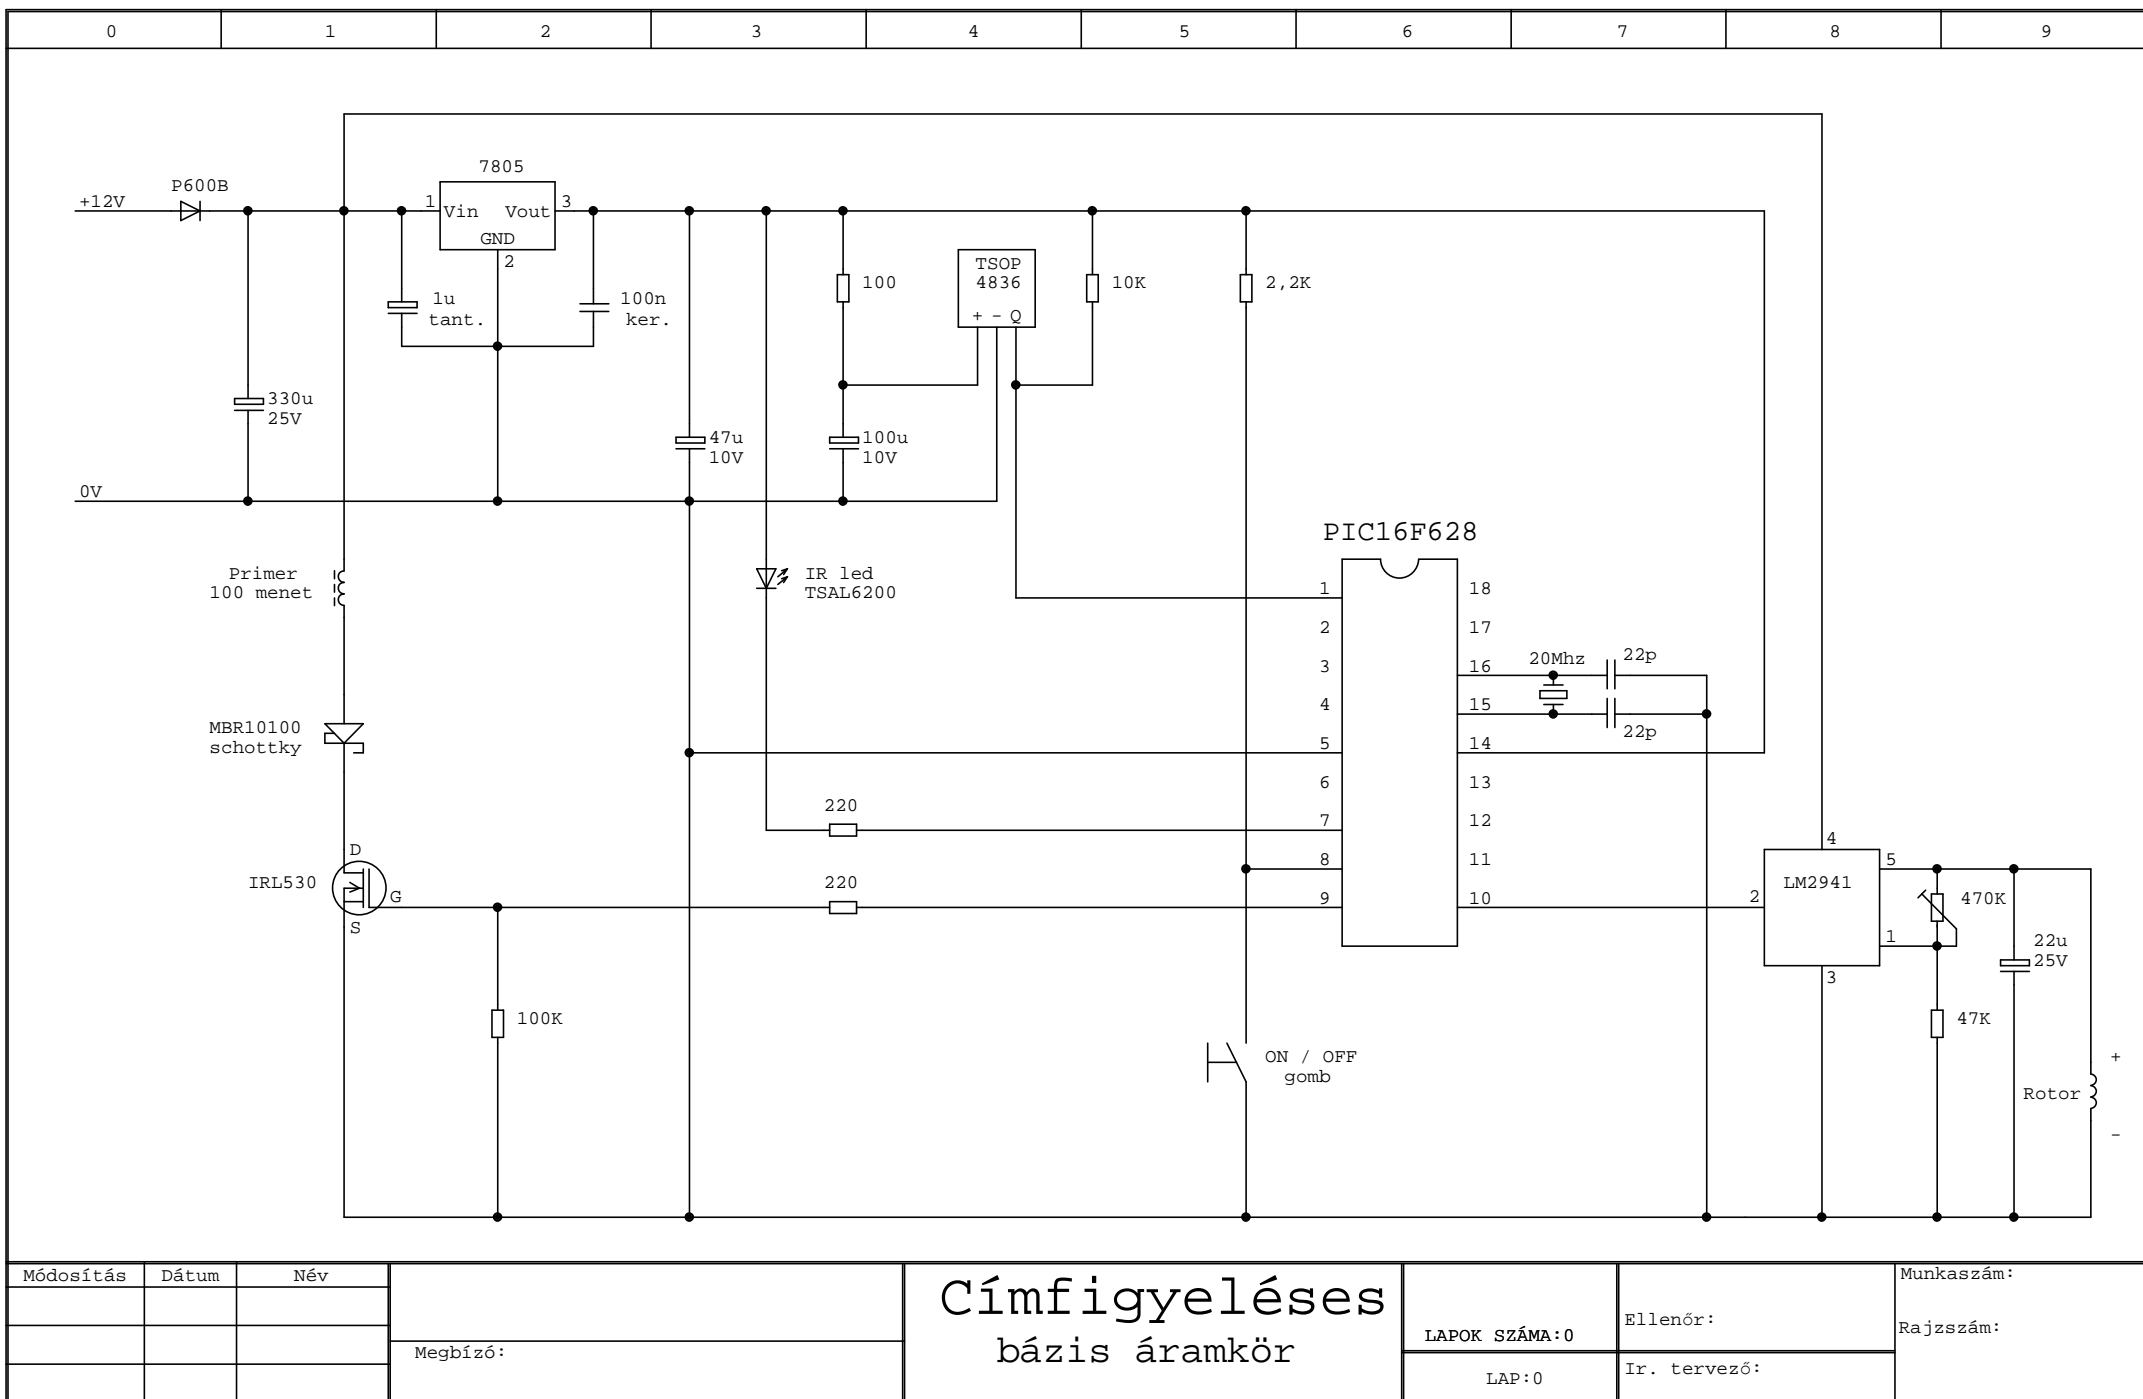 0 1 2 3 4 5 6 7 8 9
7805
P600B
+12V
1 Vin Vout 3
GND
2
1u
tant.
100n
ker.
100
TSOP
4836
+ - Q
10K
2,2K
330u
25V
47u
10V
100u
10V
0V
Primer
100 menet
IR led
TSAL6200
MBR10100
schottky
PIC16F628
1 18
2 17
3 16
4 15
5 14
6 13
7 12
8 11
9 10
20Mhz
22p
22p
220
220
D
IRL530
G
S
100K
ON / OFF
gomb
4
5
LM2941
2
1
3
470K
22u
25V
47K
+
Rotor
-
Módosítás Dátum Név
Megbízó:
Címfigyeléses
bázis áramkör
LAPOK SZÁMA:0
LAP:0
Ellenőr:
Ir. tervező:
Munkaszám:
Rajzszám: